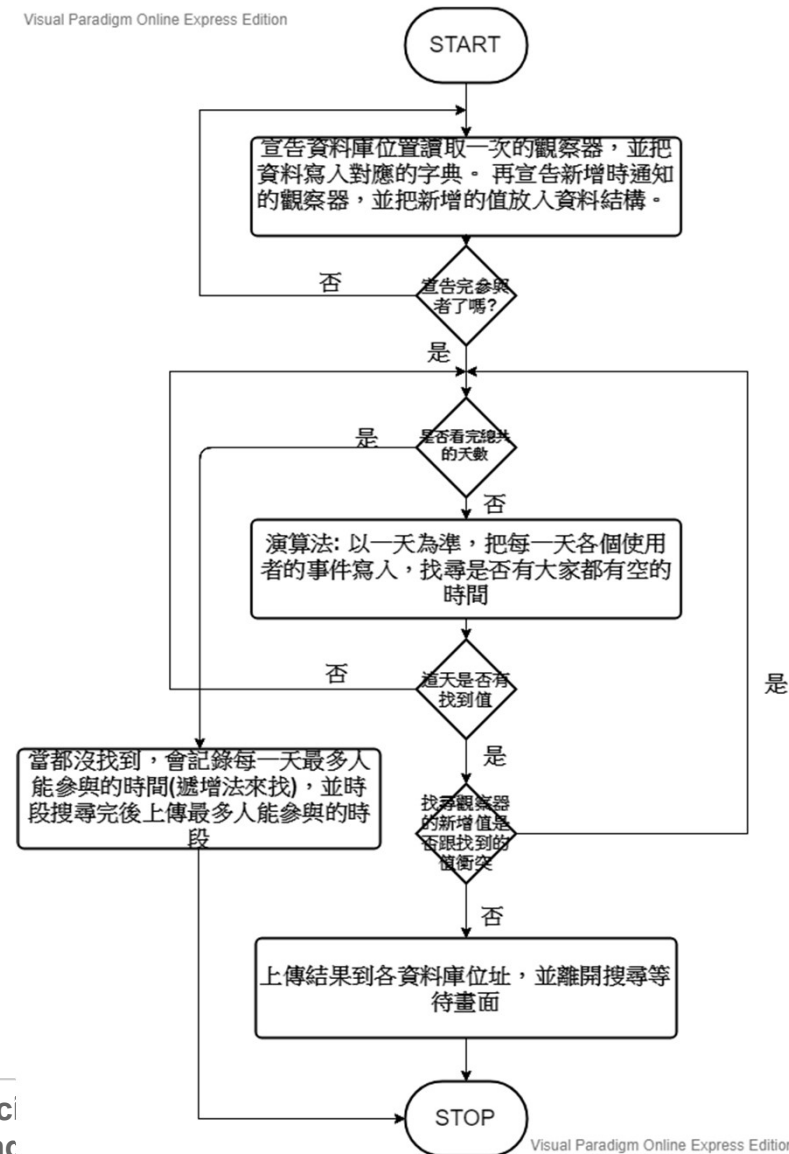 Visual Paradigm Online Express Edition
START
宣告資料庫位置讀取一次的觀察器，並把
資料寫入對應的字典。 再宣告新增時通知
的觀察器，並把新增的值放入資料結構。
否
宣告完參與
者了嗎?
是
是
是否看完總共
的天數
否
演算法: 以一天為準，把每一天各個使用
者的事件寫入，找尋是否有大家都有空的
時間
否
這天是否有
找到值
是
是
當都沒找到，會記錄每一天最多人
能參與的時間(遞增法來找)，並時
段搜尋完後上傳最多人能參與的時
段
找尋觀察器
的新增值是
否跟找到的
值衝突
否
上傳結果到各資料庫位址，並離開搜尋等
待畫面
STOP
Visual Paradigm Online Express Edition